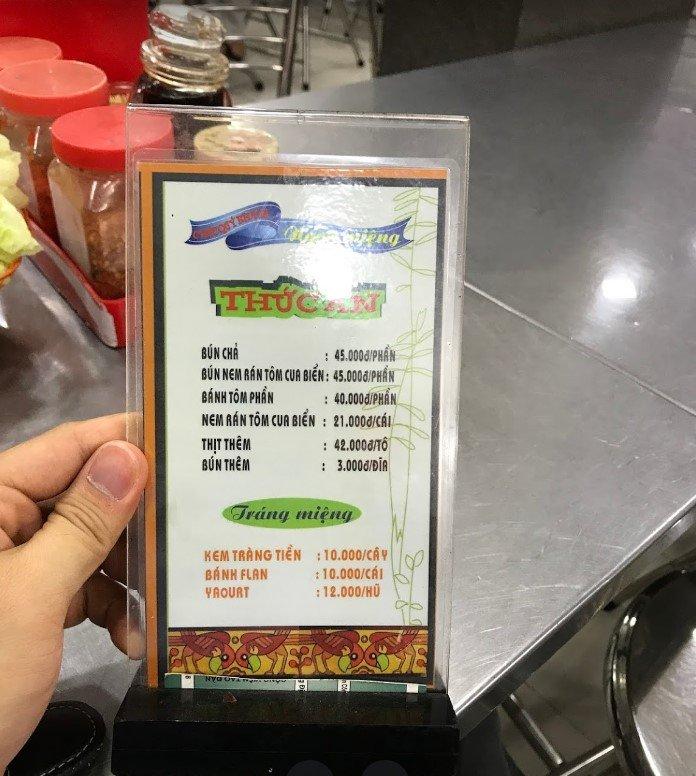 miệng
THỨC ĂN
BÚN CHẢ : 45.000đ/PHẦN
BÚN NEM RÁN TÔM CUA BIỂN : 45.000đ/PHẦN
BÁNH TÔM PHẦN : 40.000đ/PHẦN
NEM RÁN TÔM CUA BIỂN : 21.000đ/CÁI
THỊT THÊM : 42.000đ/TÔ
BÚN THÊM : 3.000đ/DĨA
Tráng miệng
KEM TRÀNG TIỀN : 10.000/CÂY
BÁNH FLAN : 10.000/CÁI
YAOURT : 12.000/HŨ